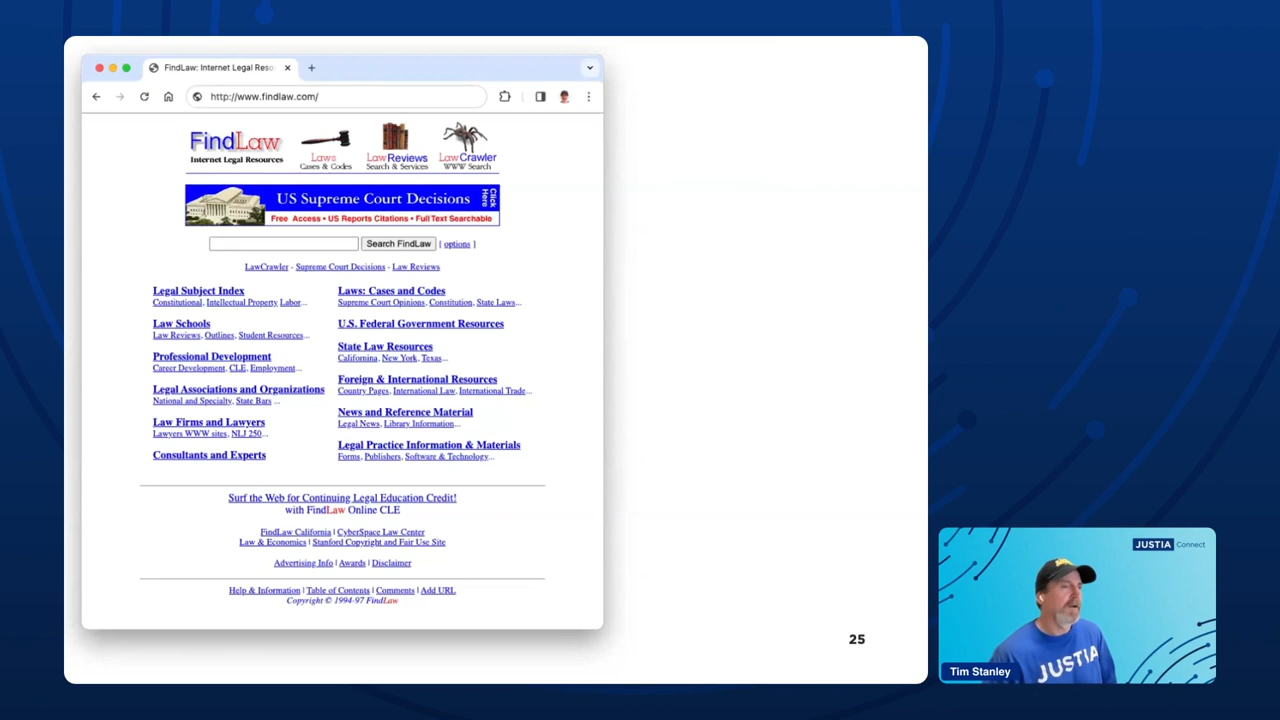 FindLaw: Internet Legal Reso
http://www.findlaw.com/
FindLaw
Internet Legal Resources
Laws
Cases & Codes
LawReviews
Search & Services
LawCrawler
WWW Search
US Supreme Court Decisions
Click Here
Free Access • US Reports Citations • Full Text Searchable
Search FindLaw [ options ]
LawCrawler - Supreme Court Decisions - Law Reviews
Legal Subject Index
Constitutional, Intellectual Property Labor...
Law Schools
Law Reviews, Outlines, Student Resources...
Professional Development
Career Development, CLE, Employment...
Legal Associations and Organizations
National and Specialty, State Bars ...
Law Firms and Lawyers
Lawyers WWW sites, NLJ 250...
Consultants and Experts
Laws: Cases and Codes
Supreme Court Opinions, Constitution, State Laws...
U.S. Federal Government Resources
State Law Resources
California, New York, Texas...
Foreign & International Resources
Country Pages, International Law, International Trade...
News and Reference Material
Legal News, Library Information...
Legal Practice Information & Materials
Forms, Publishers, Software & Technology...
Surf the Web for Continuing Legal Education Credit!
with FindLaw Online CLE
FindLaw California | CyberSpace Law Center
Law & Economics | Stanford Copyright and Fair Use Site
Advertising Info | Awards | Disclaimer
Help & Information | Table of Contents | Comments | Add URL
Copyright © 1994-97 FindLaw
25
JUSTIA Connect
JUSTIA
Tim Stanley